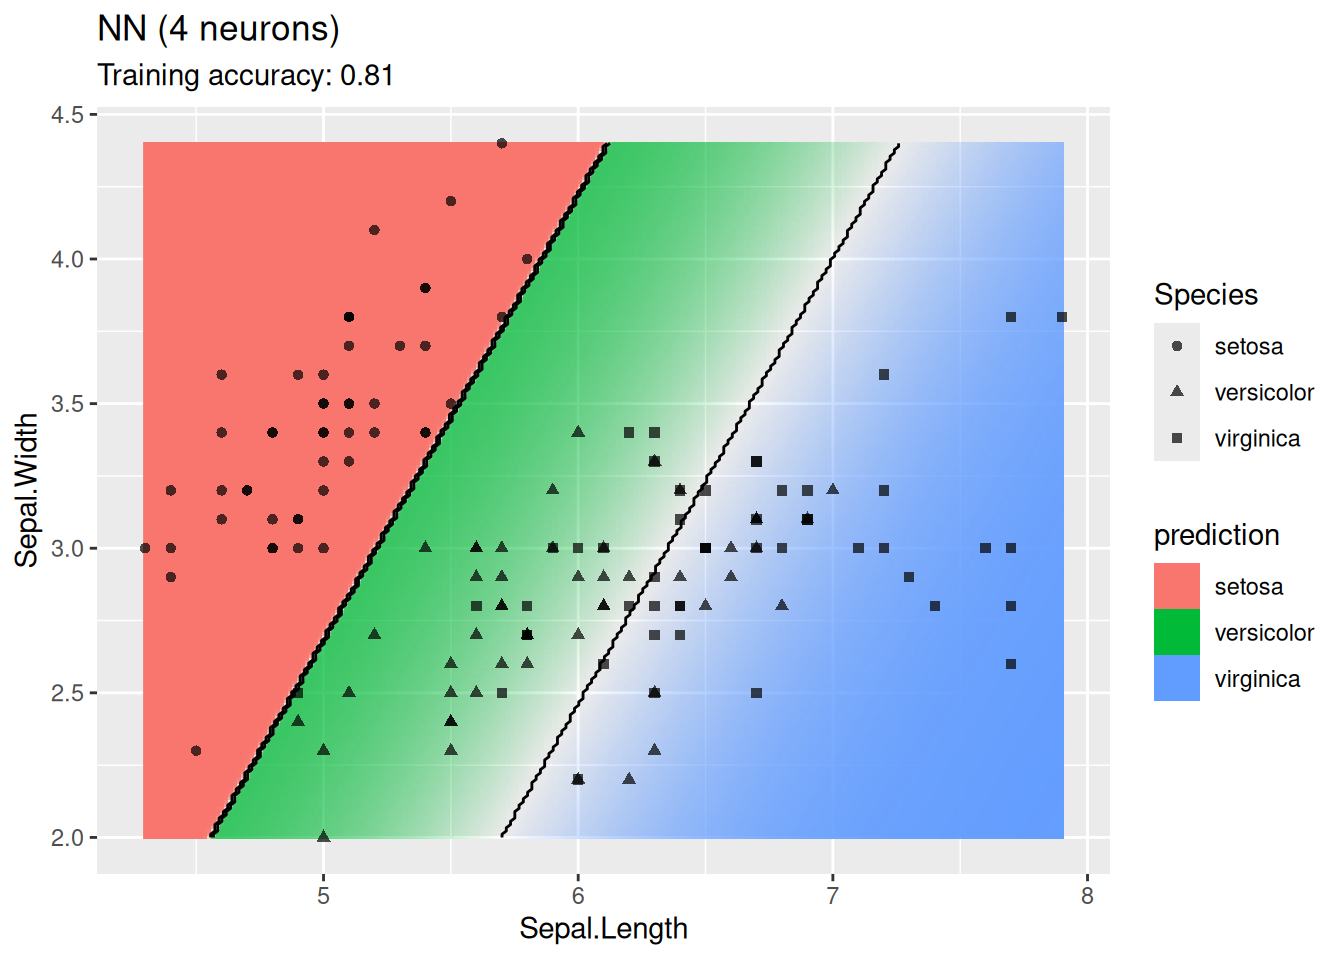 NN (4 neurons)
Training accuracy: 0.81
4.5
4.0
3.5
3.0
2.5
2.0
Sepal.Width
5
6
7
8
Sepal.Length
Species
setosa
versicolor
virginica
prediction
setosa
versicolor
virginica